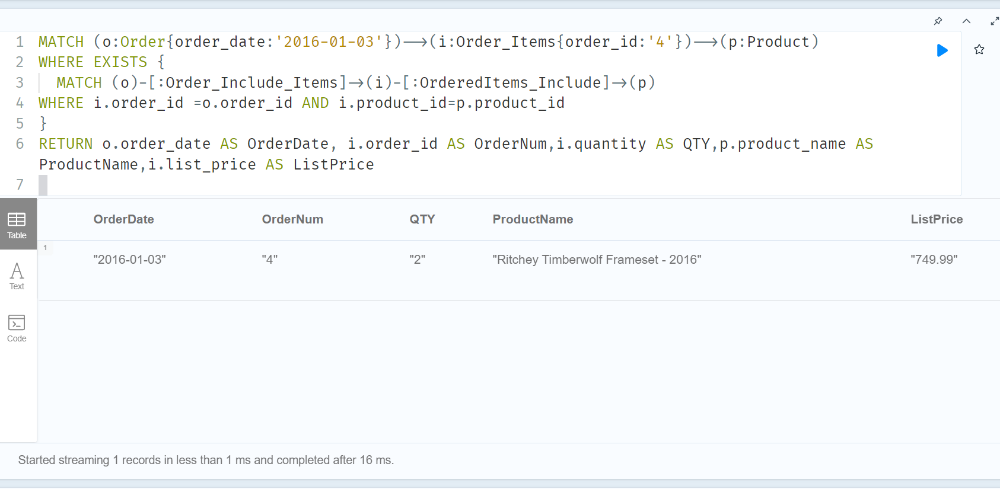 1 MATCH (o:Order{order_date:'2016-01-03'})-->(i:Order_Items{order_id:'4'})-->(p:Product)
2 WHERE EXISTS {
3   MATCH (o)-[:Order_Include_Items]->(i)-[:OrderedItems_Include]->(p)
4 WHERE i.order_id =o.order_id AND i.product_id=p.product_id
5 }
6 RETURN o.order_date AS OrderDate, i.order_id AS OrderNum,i.quantity AS QTY,p.product_name AS
ProductName,i.list_price AS ListPrice
7
OrderDate OrderNum QTY ProductName ListPrice
Table
1
"2016-01-03" "4" "2" "Ritchey Timberwolf Frameset - 2016" "749.99"
Text
Code
Started streaming 1 records in less than 1 ms and completed after 16 ms.